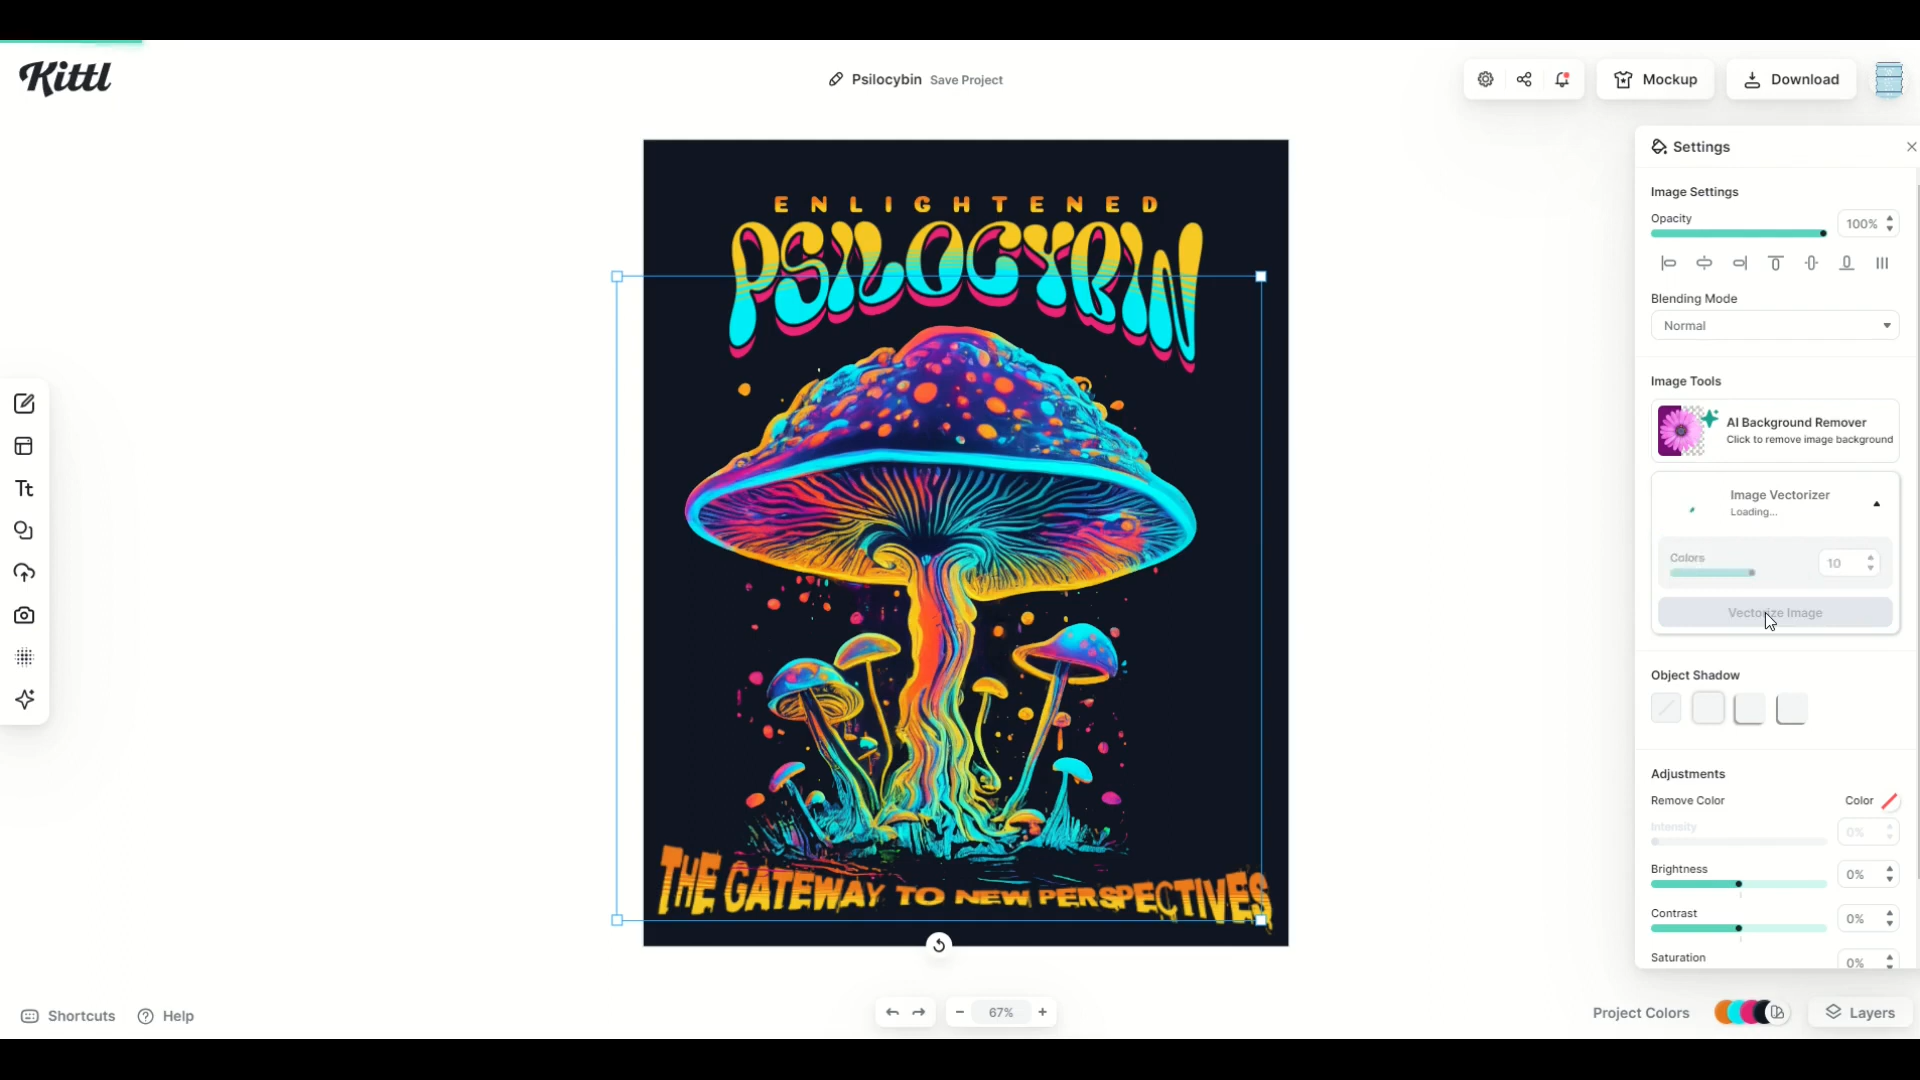 Kittl
Psilocybin Save Project
Mockup
Download
Settings
Image Settings
Opacity
100%
Blending Mode
Normal
Image Tools
AI Background Remover
Click to remove image background
Image Vectorizer
Loading...
Colors
10
Vectorize Image
Object Shadow
Adjustments
Remove Color
Color
Intensity
0%
Brightness
0%
Contrast
0%
Saturation
0%
ENLIGHTENED
PSILOCYBIN
THE GATEWAY TO NEW PERSPECTIVES
Tt
Shortcuts
Help
67%
Project Colors
Layers